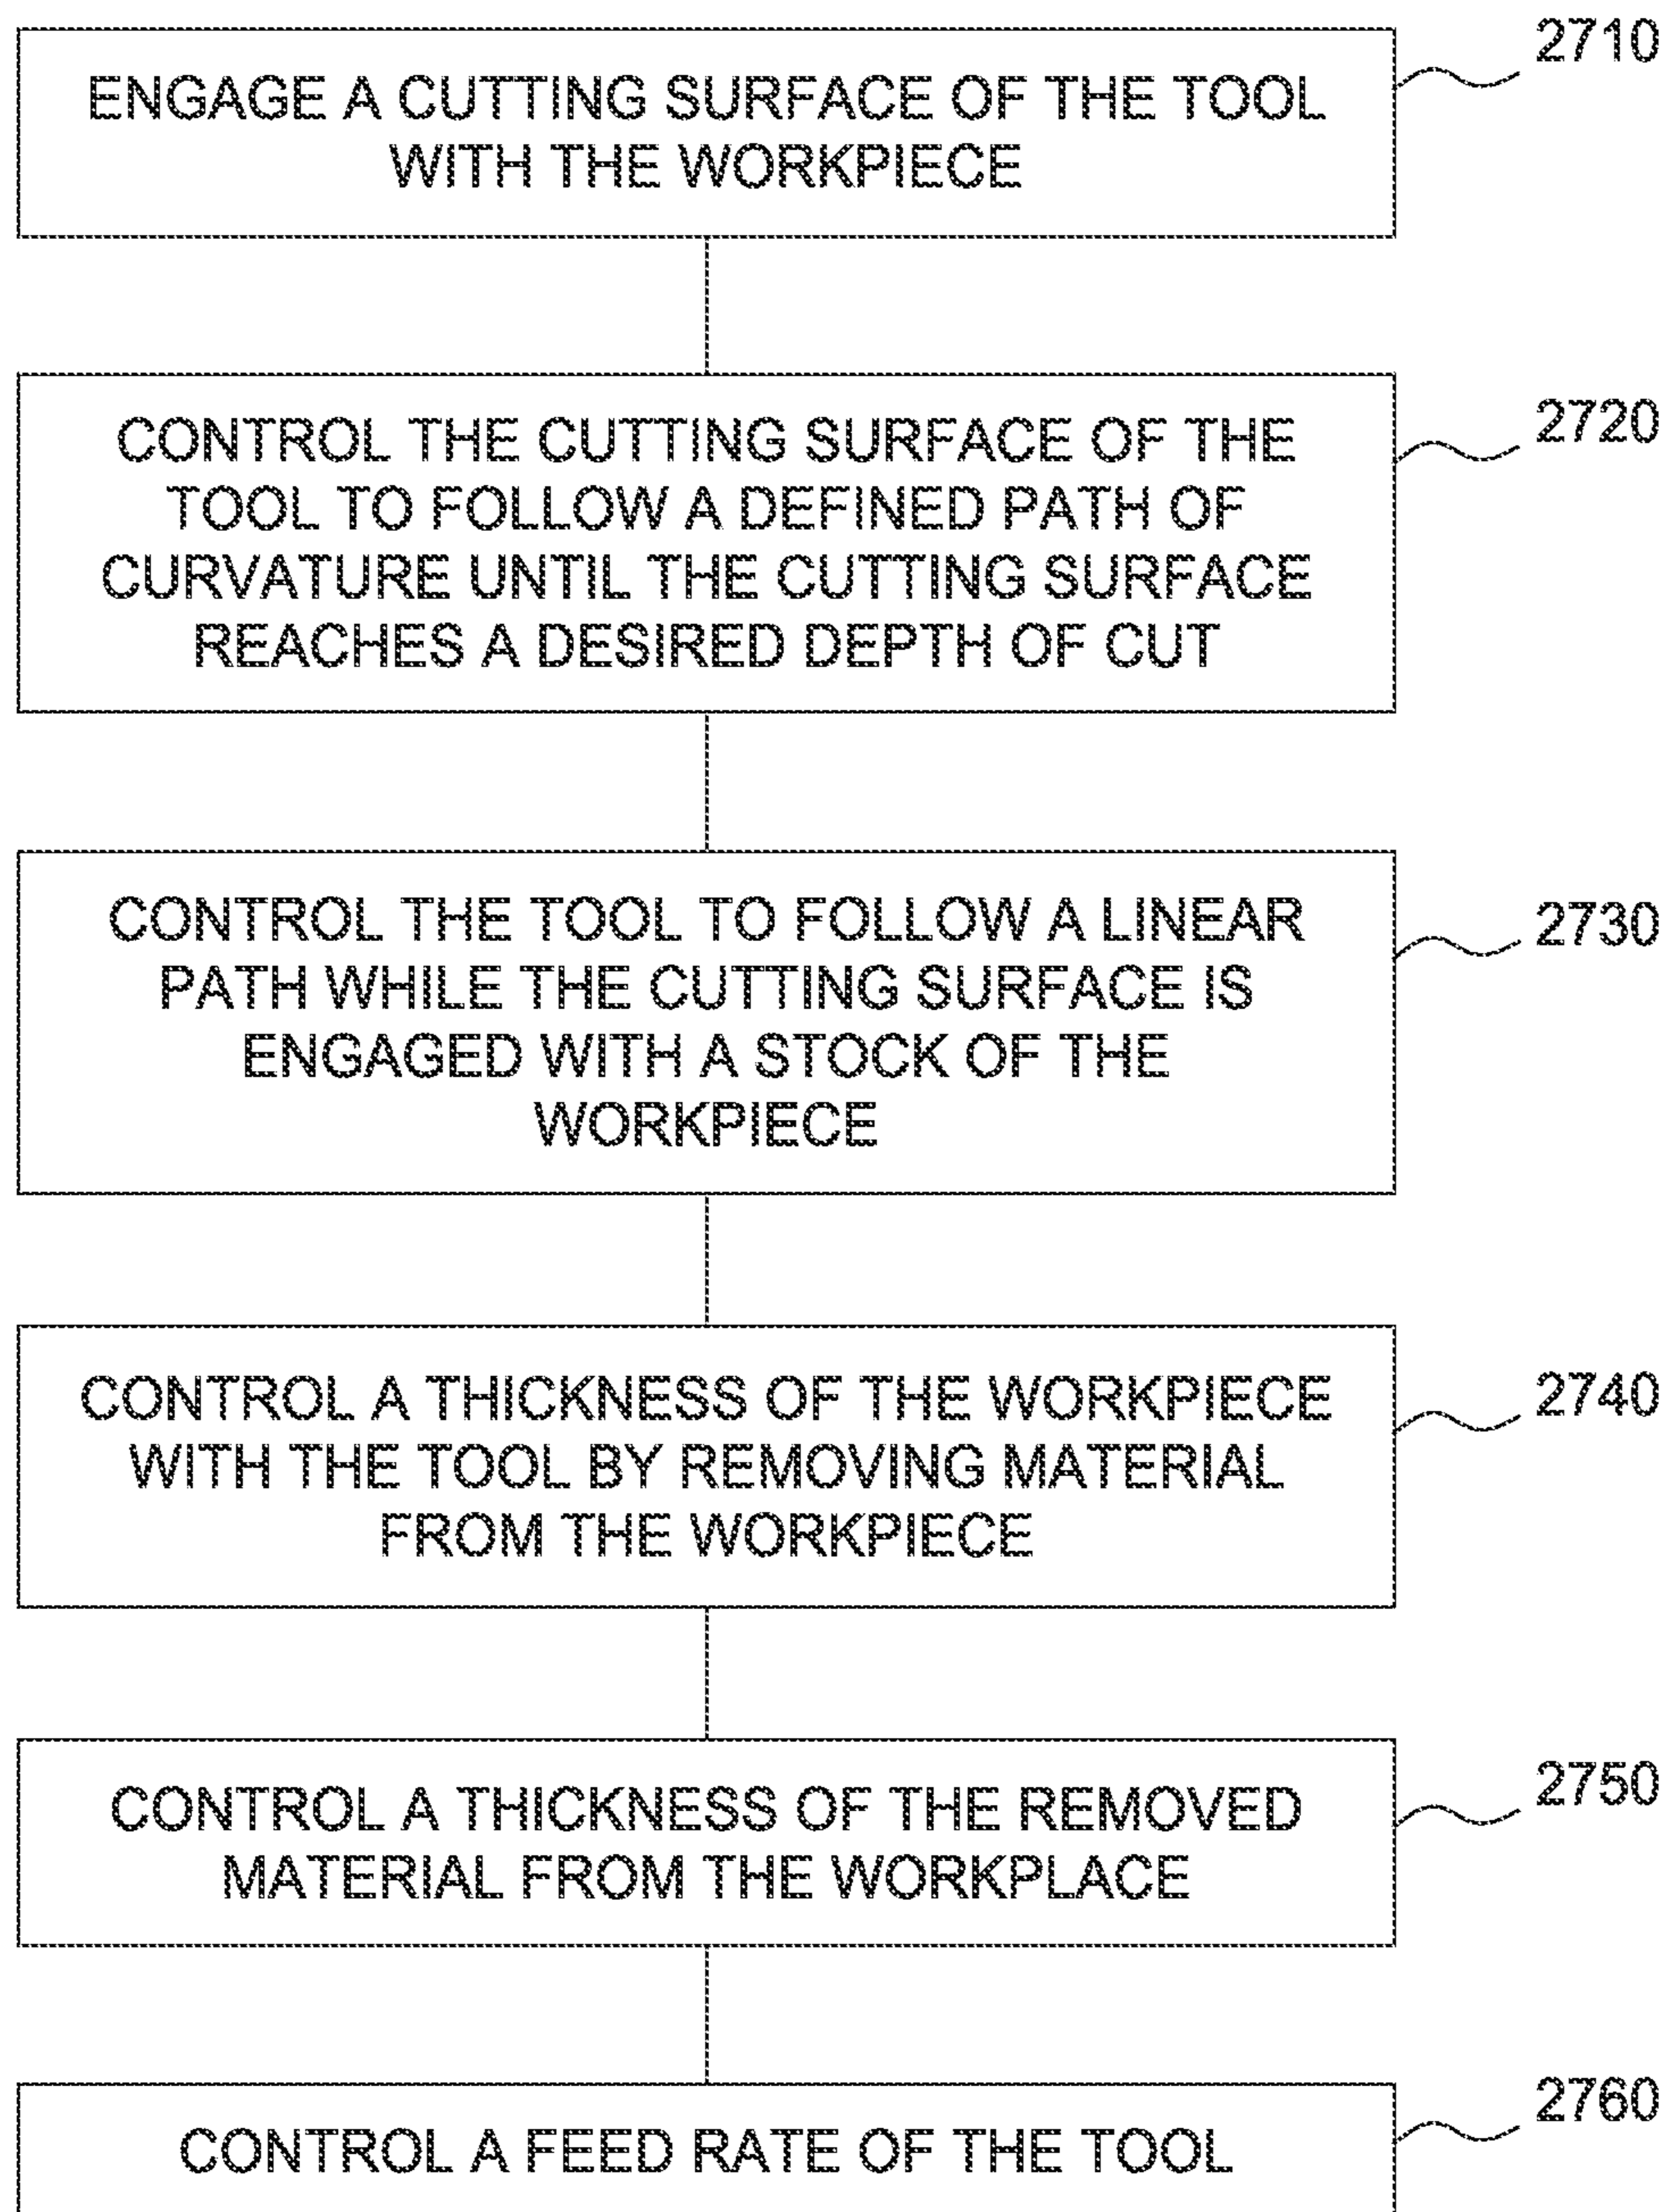 2710
ENGAGE A CUTTING SURFACE OF THE TOOL
WITH THE WORKPIECE
2720
CONTROL THE CUTTING SURFACE OF THE
TOOL TO FOLLOW A DEFINED PATH OF
CURVATURE UNTIL THE CUTTING SURFACE
REACHES A DESIRED DEPTH OF CUT
2730
CONTROL THE TOOL TO FOLLOW A LINEAR
PATH WHILE THE CUTTING SURFACE IS
ENGAGED WITH A STOCK OF THE
WORKPIECE
2740
CONTROL A THICKNESS OF THE WORKPIECE
WITH THE TOOL BY REMOVING MATERIAL
FROM THE WORKPIECE
2750
CONTROL A THICKNESS OF THE REMOVED
MATERIAL FROM THE WORKPLACE
2760
CONTROL A FEED RATE OF THE TOOL